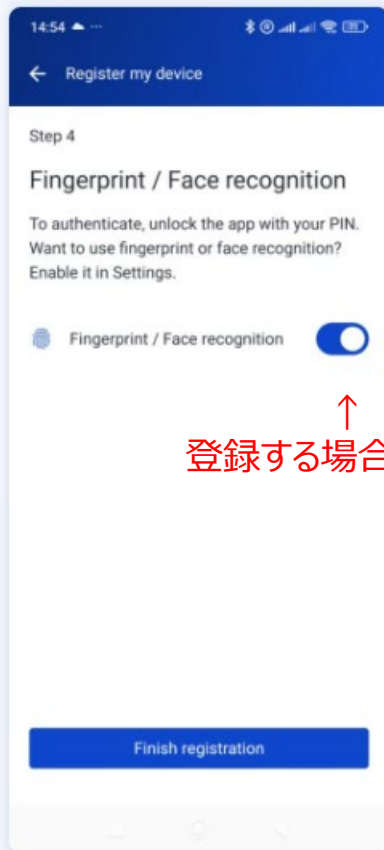 14:54
Register my device
Step 4
Fingerprint / Face recognition
To authenticate, unlock the app with your PIN.
Want to use fingerprint or face recognition?
Enable it in Settings.
Fingerprint / Face recognition
↑
登録する場合
Finish registration